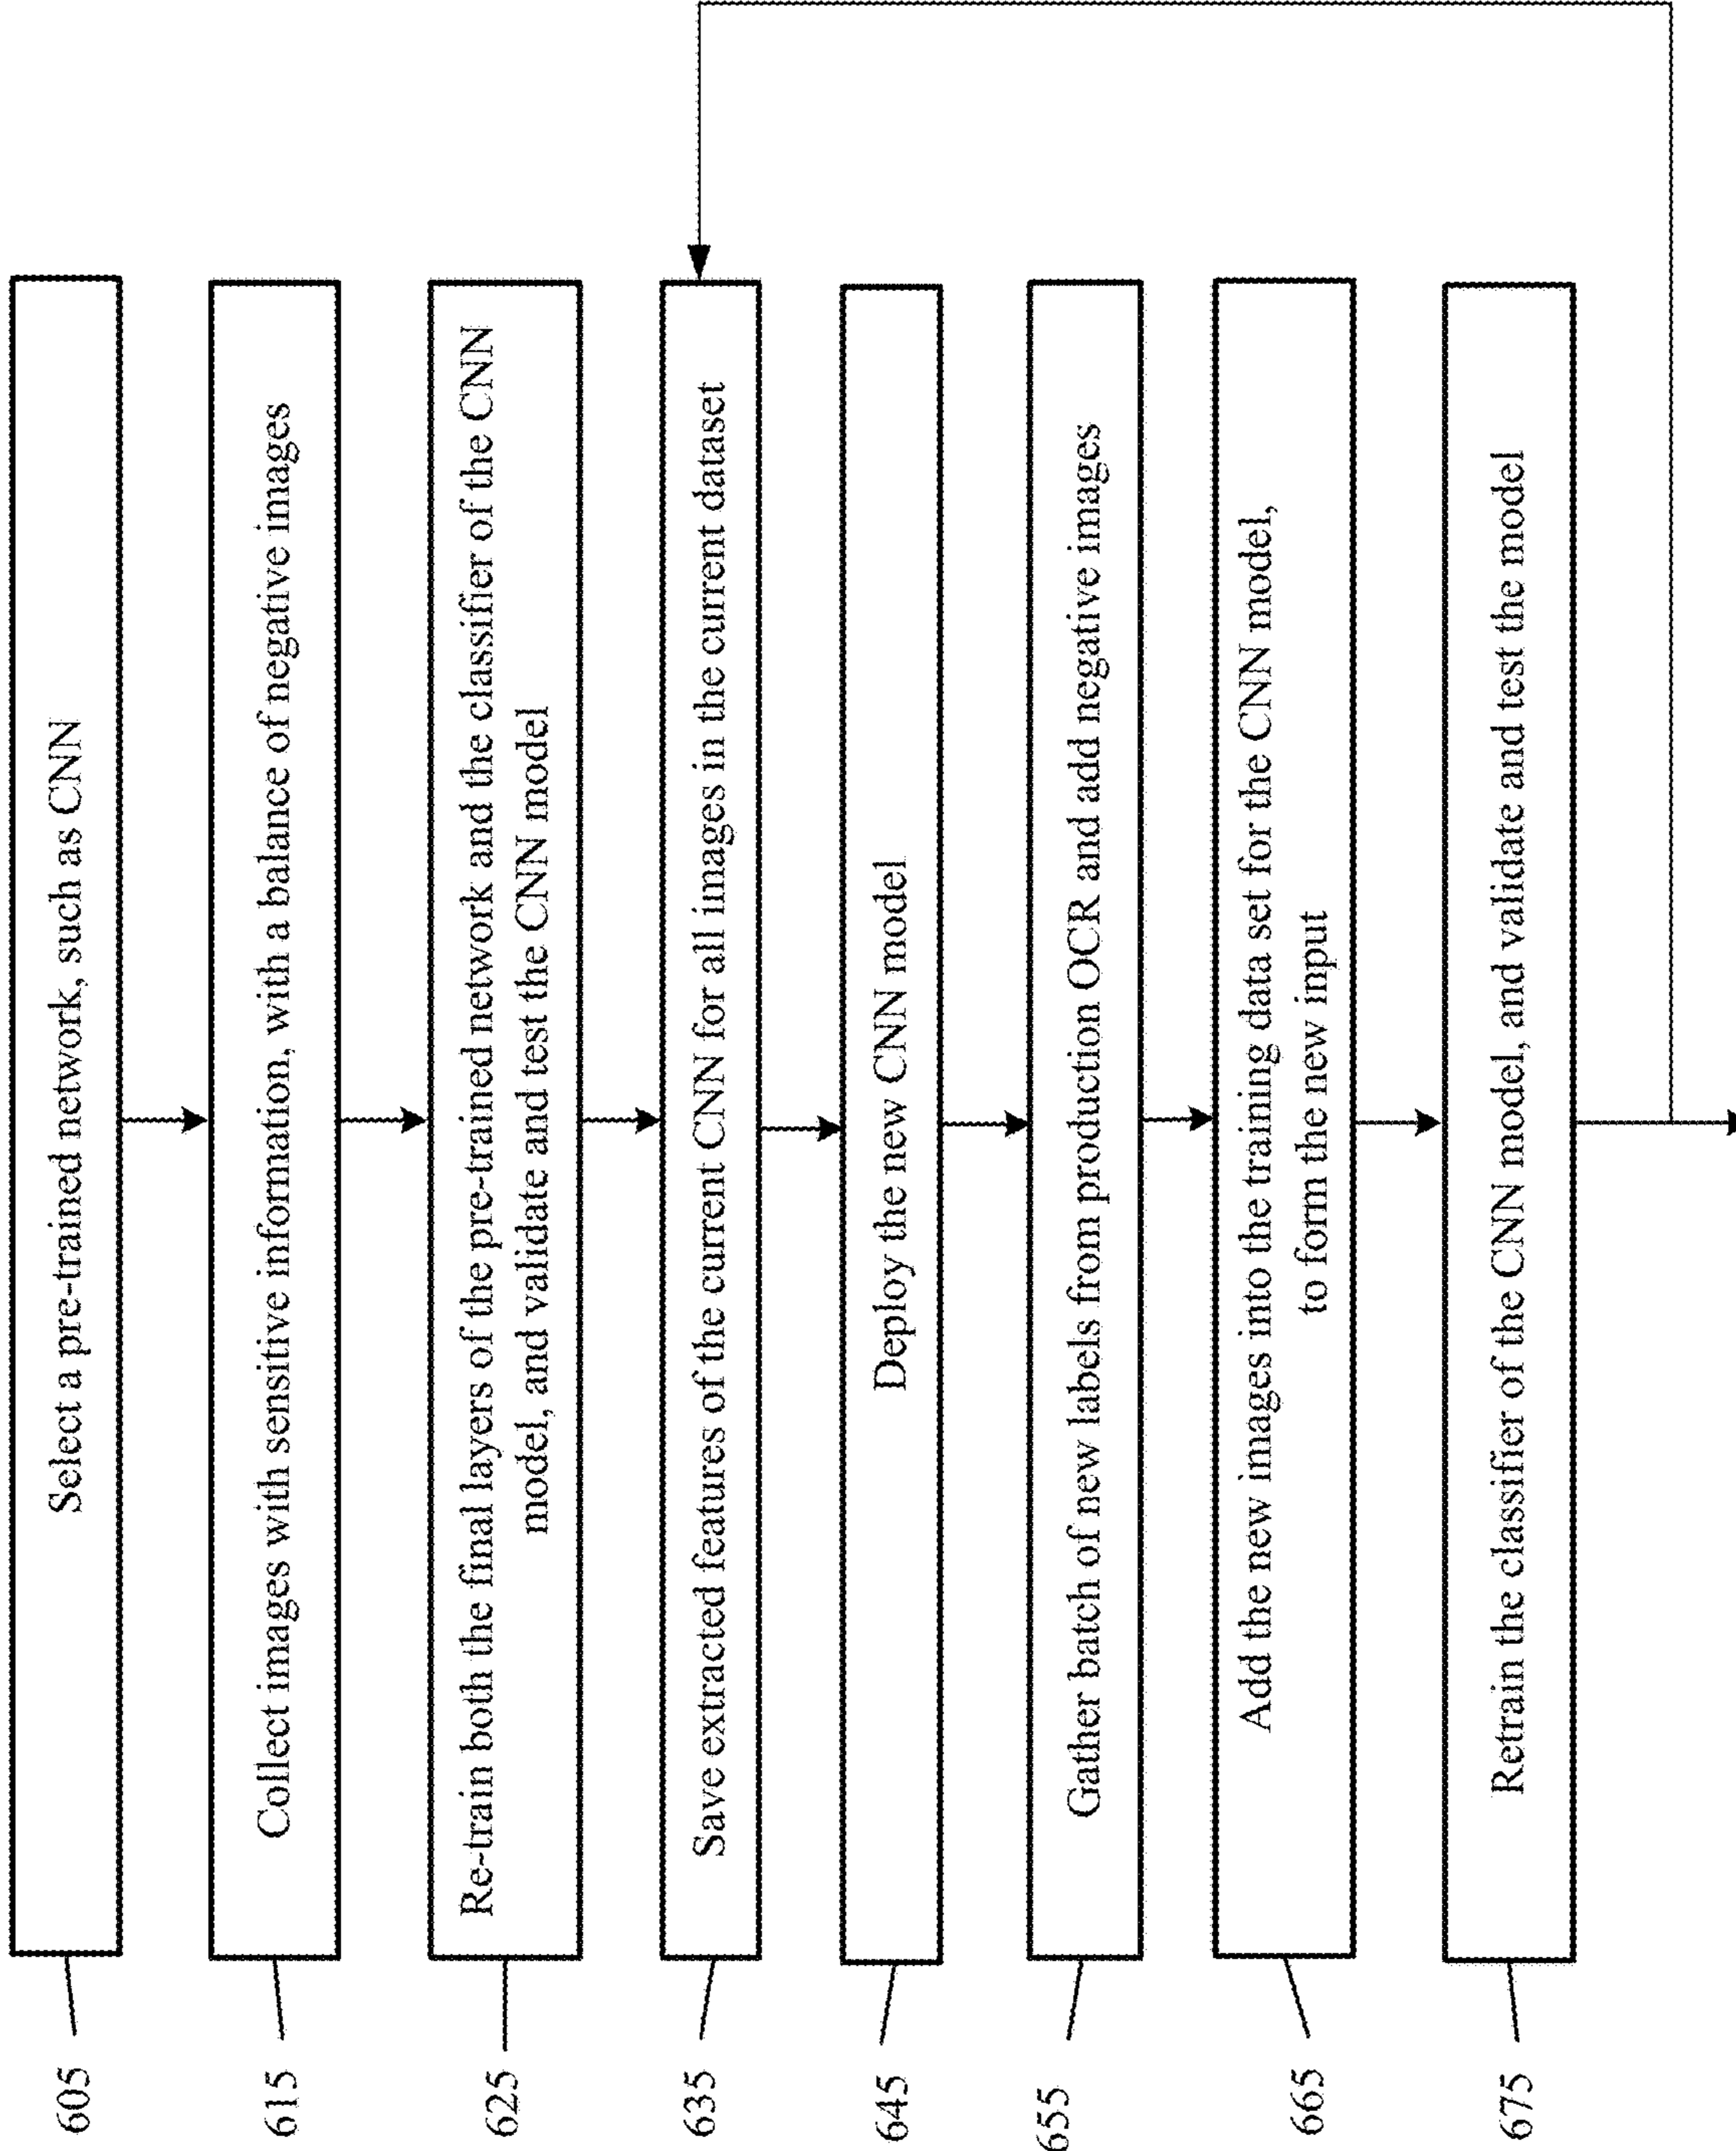 605
Select a pre-trained network, such as CNN
615
Collect images with sensitive information, with a balance of negative images
625
Re-train both the final layers of the pre-trained network and the classifier of the CNN
model, and validate and test the CNN model
635
Save extracted features of the current CNN for all images in the current dataset
645
Deploy the new CNN model
655
Gather batch of new labels from production OCR and add negative images
665
Add the new images into the training data set for the CNN model,
to form the new input
675
Retrain the classifier of the CNN model, and validate and test the model